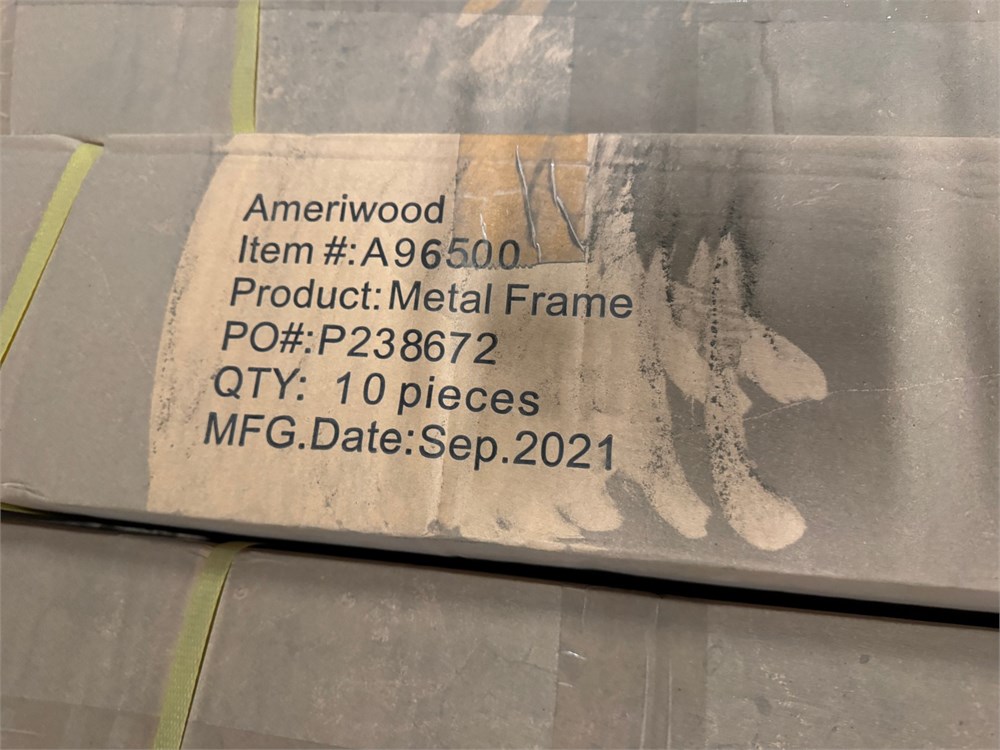 Ameriwood
Item #:A96500
Product:Metal Frame
PO#:P238672
QTY: 10 pieces
MFG.Date:Sep.2021